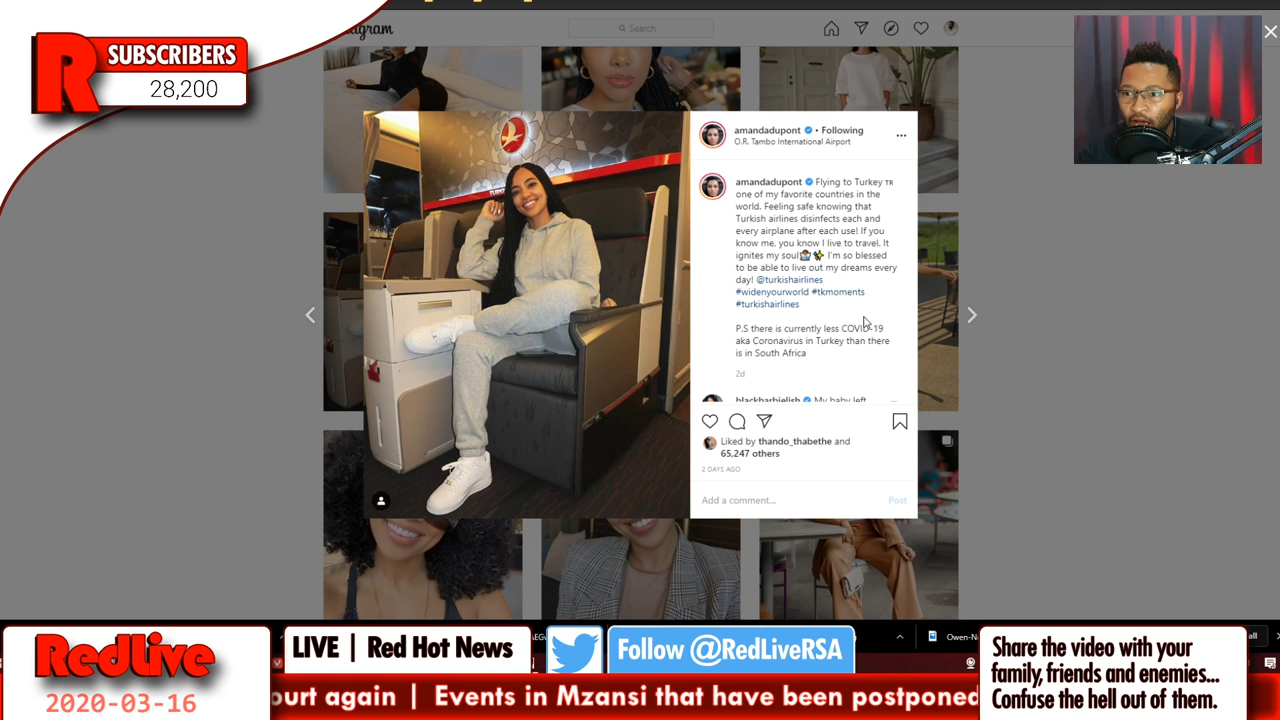 SUBSCRIBERS
28,200
Search
amandadupont • Following
O.R. Tambo International Airport
amandadupont Flying to Turkey TR
one of my favorite countries in the
world. Feeling safe knowing that
Turkish airlines disinfects each and
every airplane after each use! If you
know me, you know I live to travel. It
ignites my soul I'm so blessed
to be able to live out my dreams every
day! @turkishairlines
#widenyourworld #tkmoments
#turkishairlines
P.S there is currently less COVID-19
aka Coronavirus in Turkey than there
is in South Africa
2d
blackbarbielish My baby left
Liked by thando_thabethe and
65,247 others
2 DAYS AGO
Add a comment...
Post
RedLive
2020-03-16
LIVE | Red Hot News
Follow @RedLiveRSA
Share the video with your
family, friends and enemies...
Confuse the hell out of them.
ourt again | Events in Mzansi that have been postponed